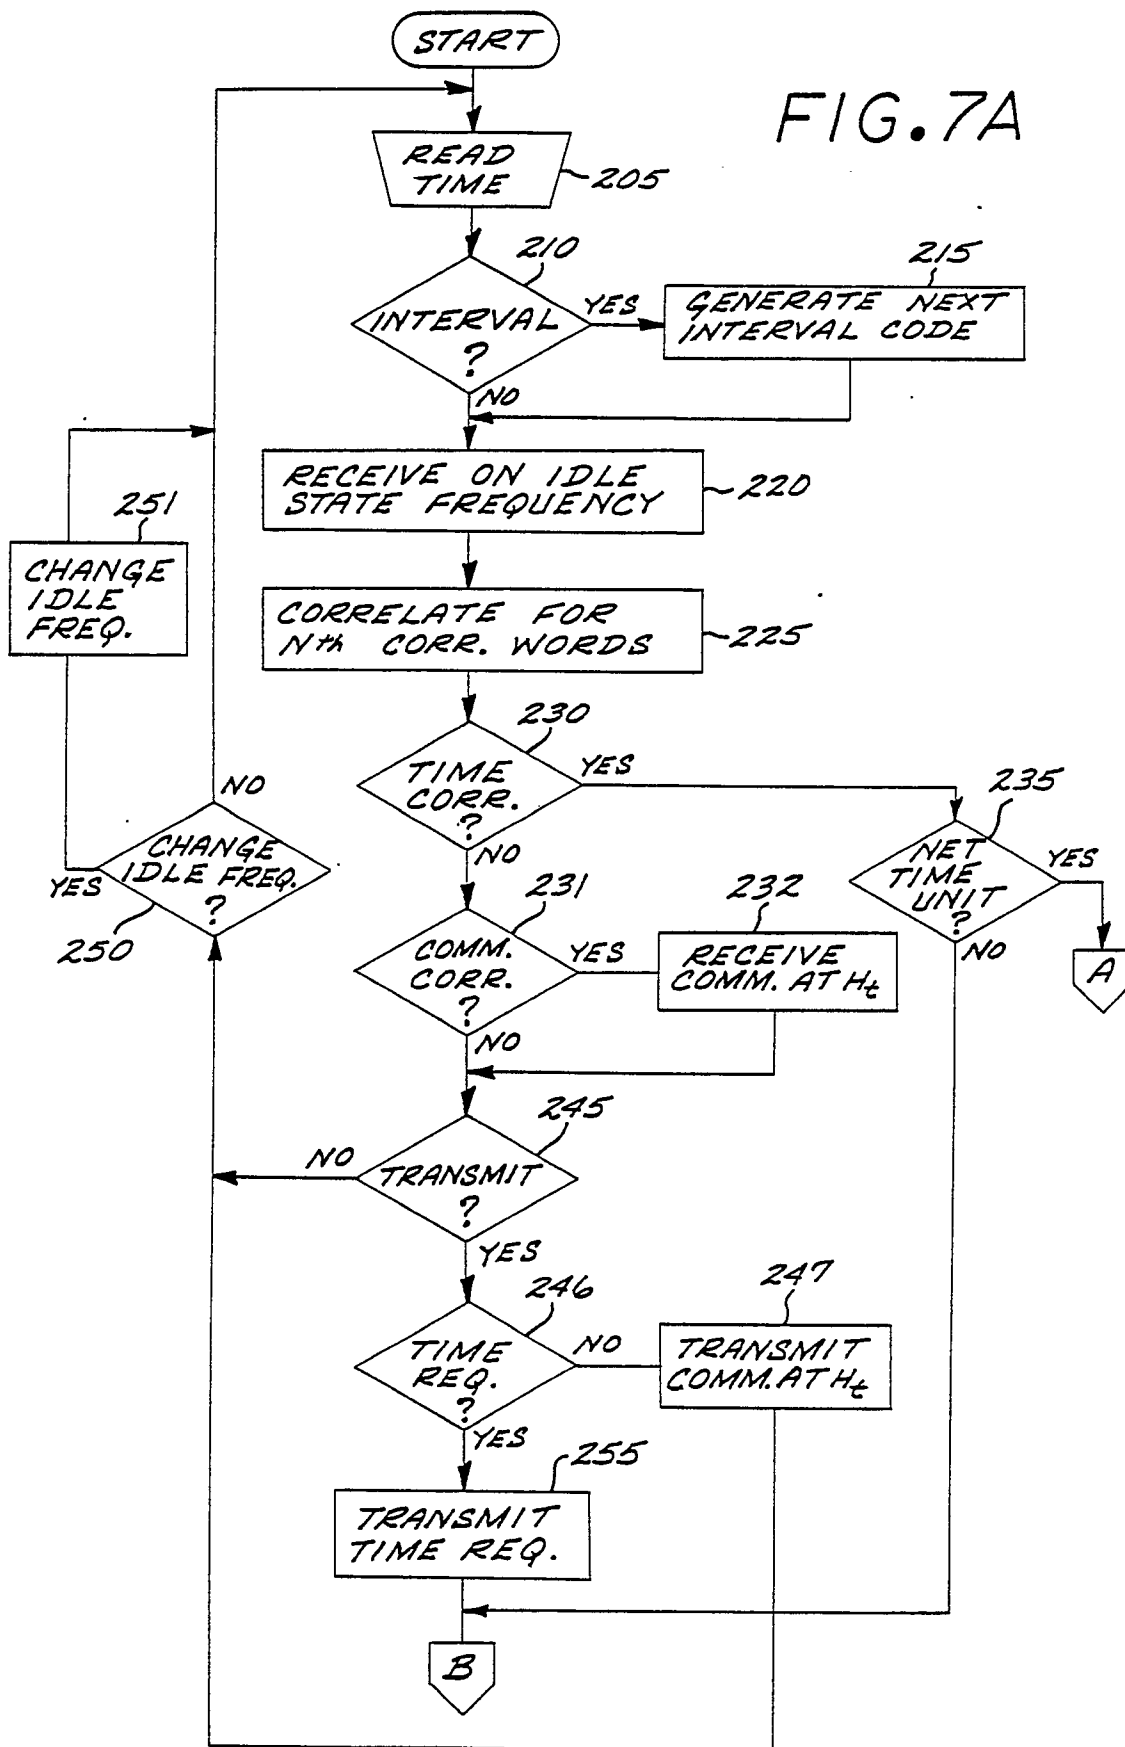 START
FIG. 7A
READ
TIME
205
210
INTERVAL
?
YES
NO
215
GENERATE NEXT
INTERVAL CODE
RECEIVE ON IDLE
STATE FREQUENCY
220
251
CHANGE
IDLE
FREQ.
CORRELATE FOR
Nth CORR. WORDS
225
230
TIME
CORR.
?
YES
NO
235
NET
TIME
UNIT
?
YES
NO
A
NO
CHANGE
IDLE FREQ.
?
YES
250
231
COMM.
CORR.
?
YES
NO
232
RECEIVE
COMM. AT Ht
245
TRANSMIT
?
NO
YES
246
TIME
REQ.
?
NO
YES
247
TRANSMIT
COMM. AT Ht
255
TRANSMIT
TIME REQ.
B